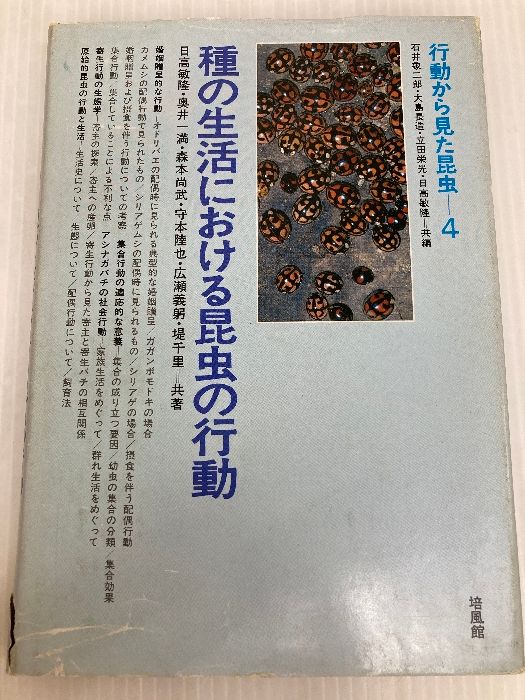 行動から見た昆虫―4
石井象二郎・大島長造・立田栄光・日高敏隆＝共編
種の生活における昆虫の行動
日高敏隆・奥井一満・森本尚武・守本陸也・広瀬義躬・堤千里＝共著
婚姻贈呈的な行動―オドリバエの配偶時に見られる典型的な婚姻贈呈／ガガンボモドキの場合
カメムシの配偶行動で見られたもの／シリアゲムシの配偶時に見られるもの／シリアゲの場合／摂食を伴う配偶行動
婚姻贈呈および摂食を伴う行動についての考察　集合行動の適応的な意義―集合の成り立つ要因／幼虫の集合の分類／集合効果
集合行動／集合していることによる不利な点　アシナガバチの社会行動―家族生活をめぐって／群れ生活をめぐって
寄生行動の生態学―寄主の探索／寄主への産卵／寄生行動から見た寄主と寄生バチの相互関係
原始的昆虫の行動と生活―生活史について　生態について／配偶行動について／飼育法
培風館